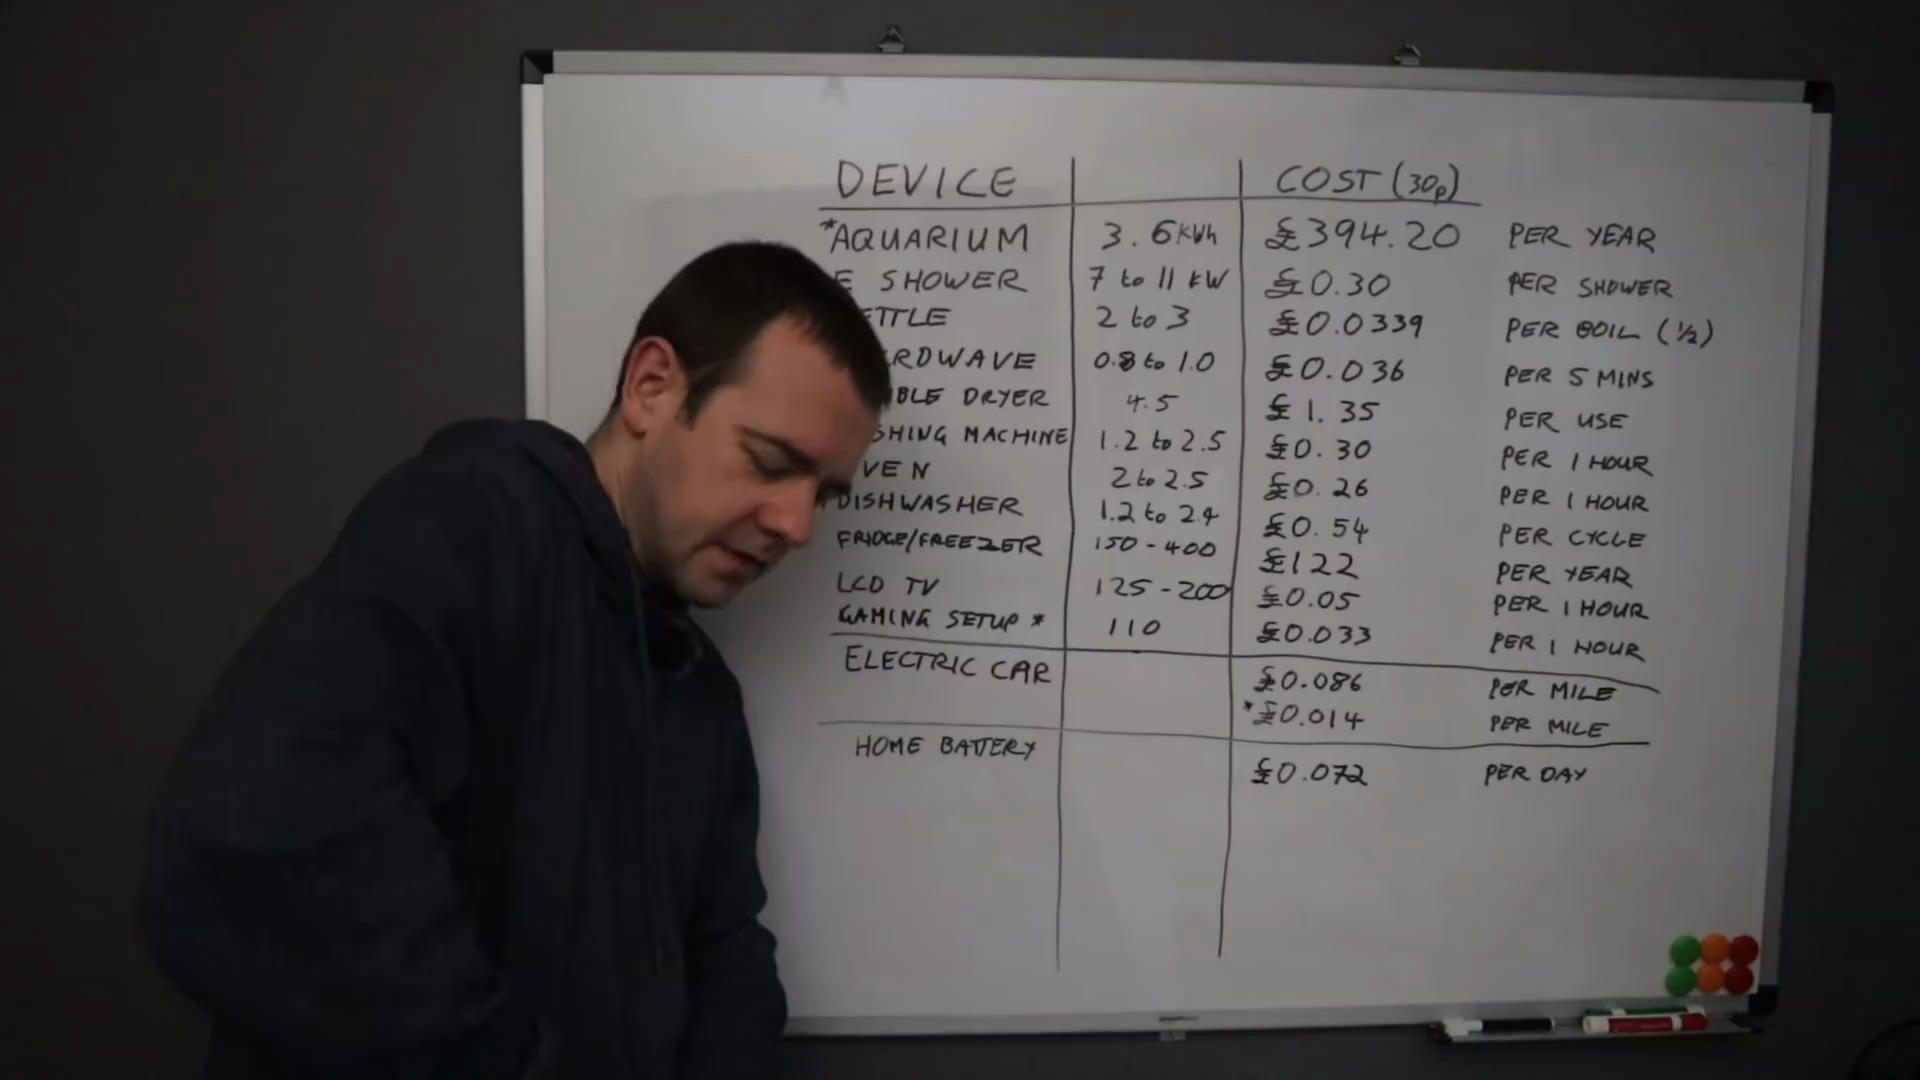 DEVICE COST (30p)
*AQUARIUM 3.6kWh £394.20 PER YEAR
E SHOWER 7 to 11 kW £0.30 PER SHOWER
ETTLE 2 to 3 £0.0339 PER BOIL (1/2)
ROWAVE 0.8 to 1.0 £0.036 PER 5 MINS
BLE DRYER 4.5 £1.35 PER USE
SHING MACHINE 1.2 to 2.5 £0.30 PER 1 HOUR
VEN 2 to 2.5 £0.26 PER 1 HOUR
DISHWASHER 1.2 to 2.4 £0.54 PER CYCLE
FRIDGE/FREEZER 150 - 400 £122 PER YEAR
LCD TV 125 - 200 £0.05 PER 1 HOUR
GAMING SETUP * 110 £0.033 PER 1 HOUR
ELECTRIC CAR £0.086 PER MILE
*£0.014 PER MILE
HOME BATTERY £0.072 PER DAY